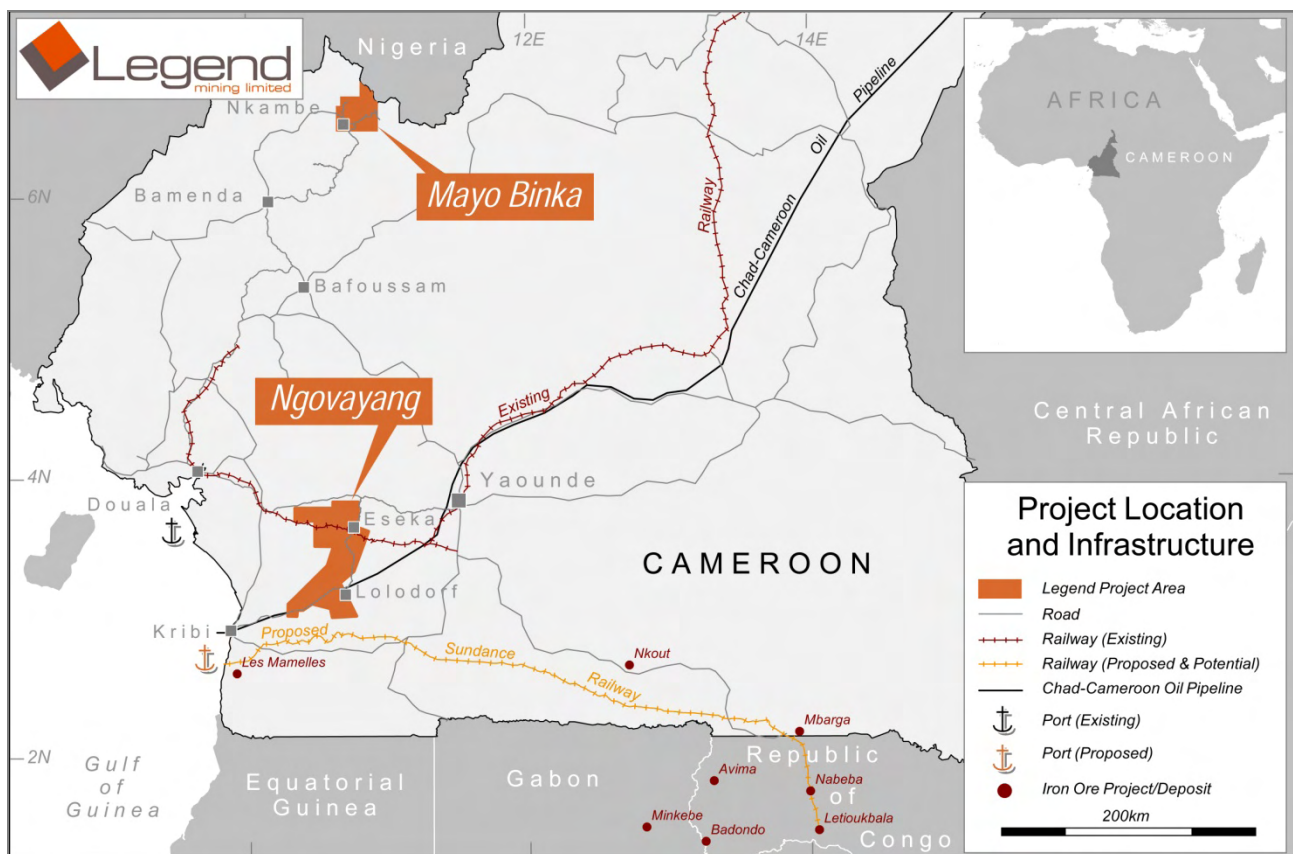 Legend
mining limited
Nigeria
12E
14E
Nkambe
Mayo Binka
Bamenda
6N
Bafoussam
Railway
Chad-Cameroon
Oil
Pipeline
AFRICA
CAMEROON
Ngovayang
Existing
Central African
Republic
4N
Douala
Yaounde
Eseka
CAMEROON
Lolodorf
Kribi
Proposed
Sundance
Railway
Les Mamelles
Nkout
Mbarga
2N
Gulf
of
Guinea
Equatorial
Guinea
Gabon
Republic
of
Congo
Avima
Nabeba
Minkebe
Badondo
Letioukbala
Project Location
and Infrastructure
Legend Project Area
Road
Railway (Existing)
Railway (Proposed & Potential)
Chad-Cameroon Oil Pipeline
Port (Existing)
Port (Proposed)
Iron Ore Project/Deposit
200km